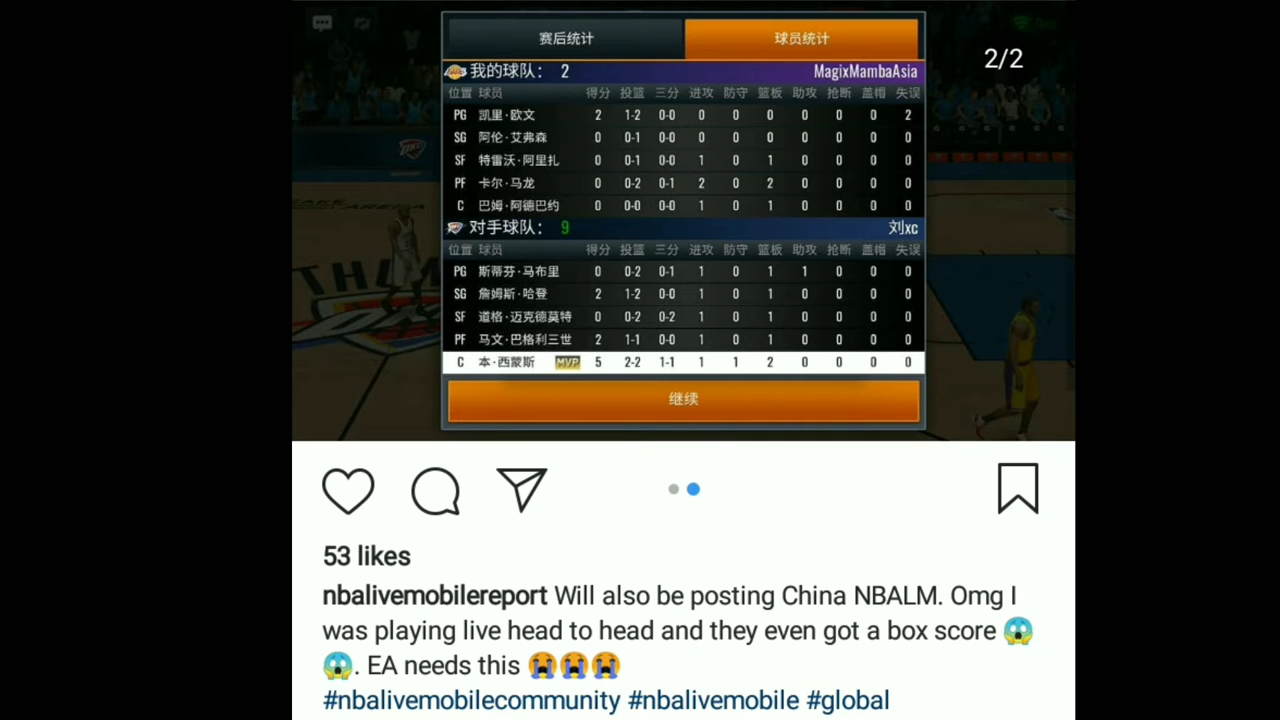 赛后统计 球员统计
2/2
我的球队： 2 MagixMambaAsia
位置 球员 得分 投篮 三分 进攻 防守 篮板 助攻 抢断 盖帽 失误
PG 凯里·欧文 2 1-2 0-0 0 0 0 0 0 0 2
SG 阿伦·艾弗森 0 0-1 0-0 0 0 0 0 0 0 0
SF 特雷沃·阿里扎 0 0-1 0-0 1 0 1 0 0 0 0
PF 卡尔·马龙 0 0-2 0-1 2 0 2 0 0 0 0
C 巴姆·阿德巴约 0 0-0 0-0 1 0 1 0 0 0 0
对手球队： 9 刘xc
位置 球员 得分 投篮 三分 进攻 防守 篮板 助攻 抢断 盖帽 失误
PG 斯蒂芬·马布里 0 0-2 0-1 1 0 1 1 0 0 0
SG 詹姆斯·哈登 2 1-2 0-0 1 0 1 0 0 0 0
SF 道格·迈克德莫特 0 0-2 0-2 1 0 1 0 0 0 0
PF 马文·巴格利三世 2 1-1 0-0 1 0 1 0 0 0 0
C 本·西蒙斯 MVP 5 2-2 1-1 1 1 2 0 0 0 0
继续
53 likes
nbalivemobilereport Will also be posting China NBALM. Omg I
was playing live head to head and they even got a box score 😱
😱. EA needs this 😭😭😭
#nbalivemobilecommunity #nbalivemobile #global